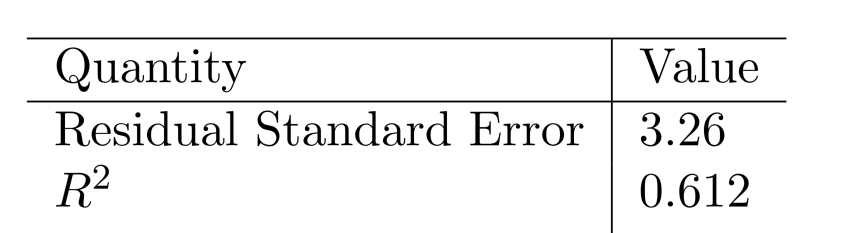 Quantity Value
Residual Standard Error 3.26
R² 0.612